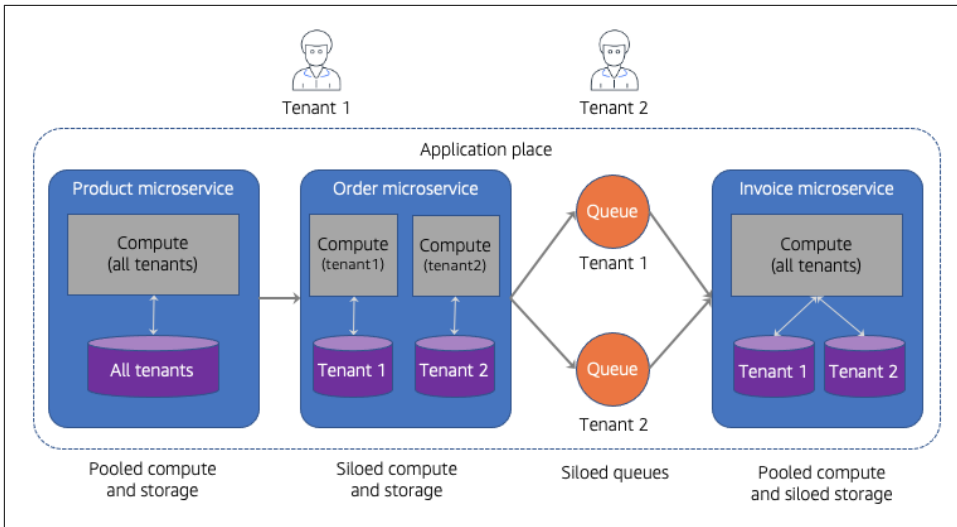 Tenant 1
Tenant 2
Application place
Product microservice
Compute
(all tenants)
All tenants
Order microservice
Compute
(tenant1)
Compute
(tenant2)
Tenant 1
Tenant 2
Queue
Tenant 1
Queue
Tenant 2
Invoice microservice
Compute
(all tenants)
Tenant 1
Tenant 2
Pooled compute
and storage
Siloed compute
and storage
Siloed queues
Pooled compute
and siloed storage